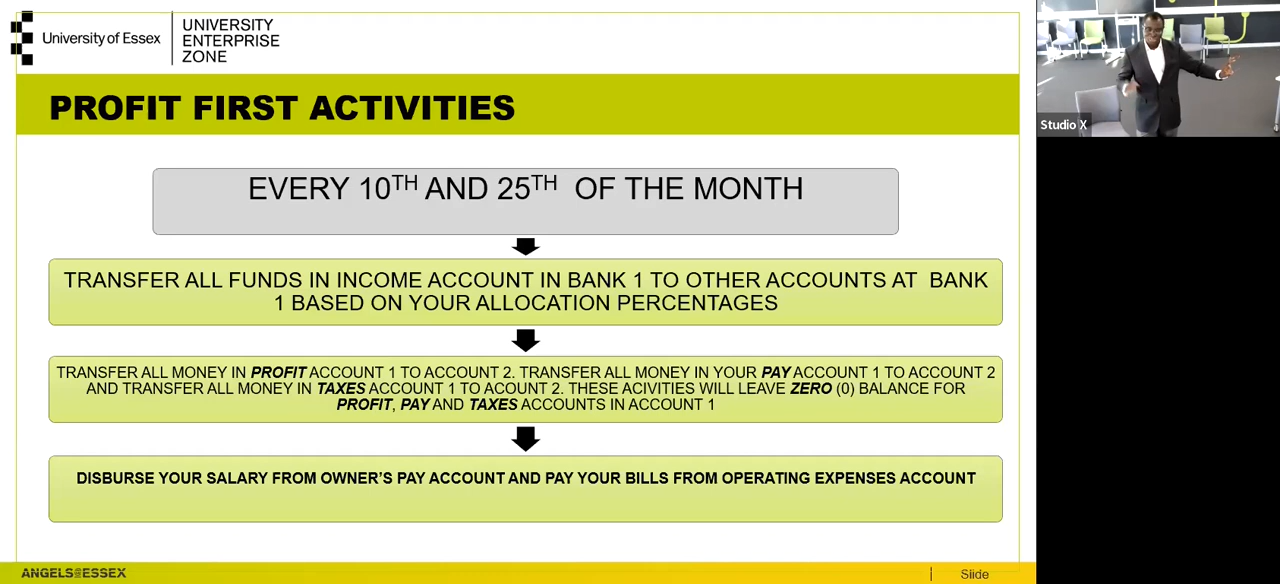 University of Essex
UNIVERSITY
ENTERPRISE
ZONE
PROFIT FIRST ACTIVITIES
Studio X
EVERY 10TH AND 25TH OF THE MONTH
TRANSFER ALL FUNDS IN INCOME ACCOUNT IN BANK 1 TO OTHER ACCOUNTS AT BANK
1 BASED ON YOUR ALLOCATION PERCENTAGES
TRANSFER ALL MONEY IN PROFIT ACCOUNT 1 TO ACCOUNT 2. TRANSFER ALL MONEY IN YOUR PAY ACCOUNT 1 TO ACCOUNT 2
AND TRANSFER ALL MONEY IN TAXES ACCOUNT 1 TO ACOUNT 2. THESE ACIVITIES WILL LEAVE ZERO (0) BALANCE FOR
PROFIT, PAY AND TAXES ACCOUNTS IN ACCOUNT 1
DISBURSE YOUR SALARY FROM OWNER'S PAY ACCOUNT AND PAY YOUR BILLS FROM OPERATING EXPENSES ACCOUNT
ANGELS@ESSEX
Slide